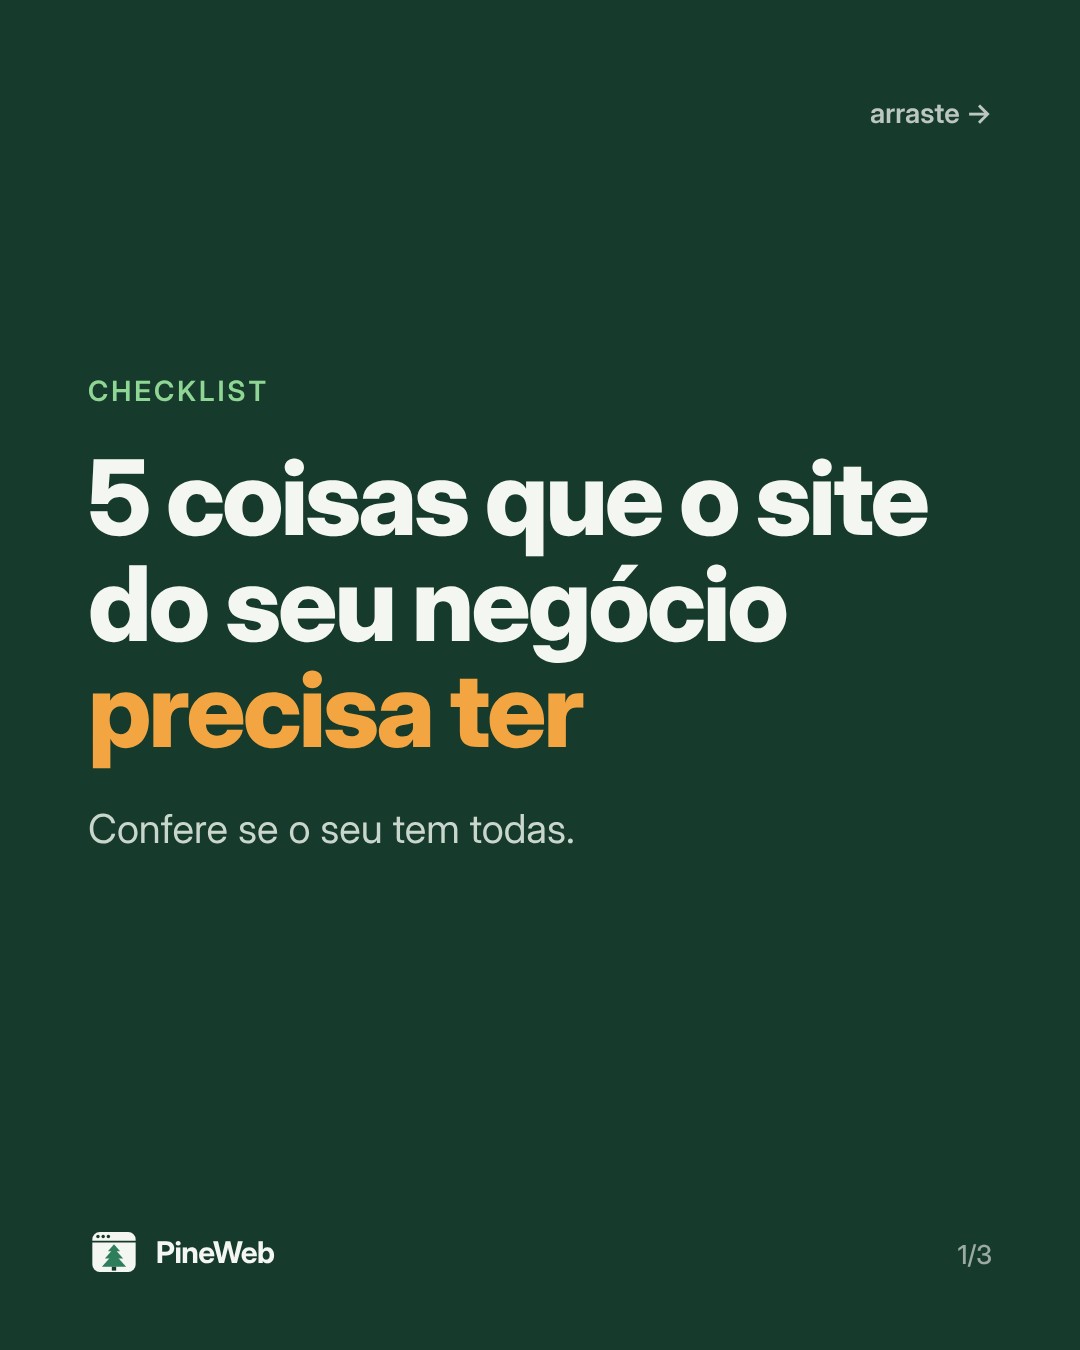 arraste →
CHECKLIST
5 coisas que o site
do seu negócio
precisa ter
Confere se o seu tem todas.
PineWeb
1/3